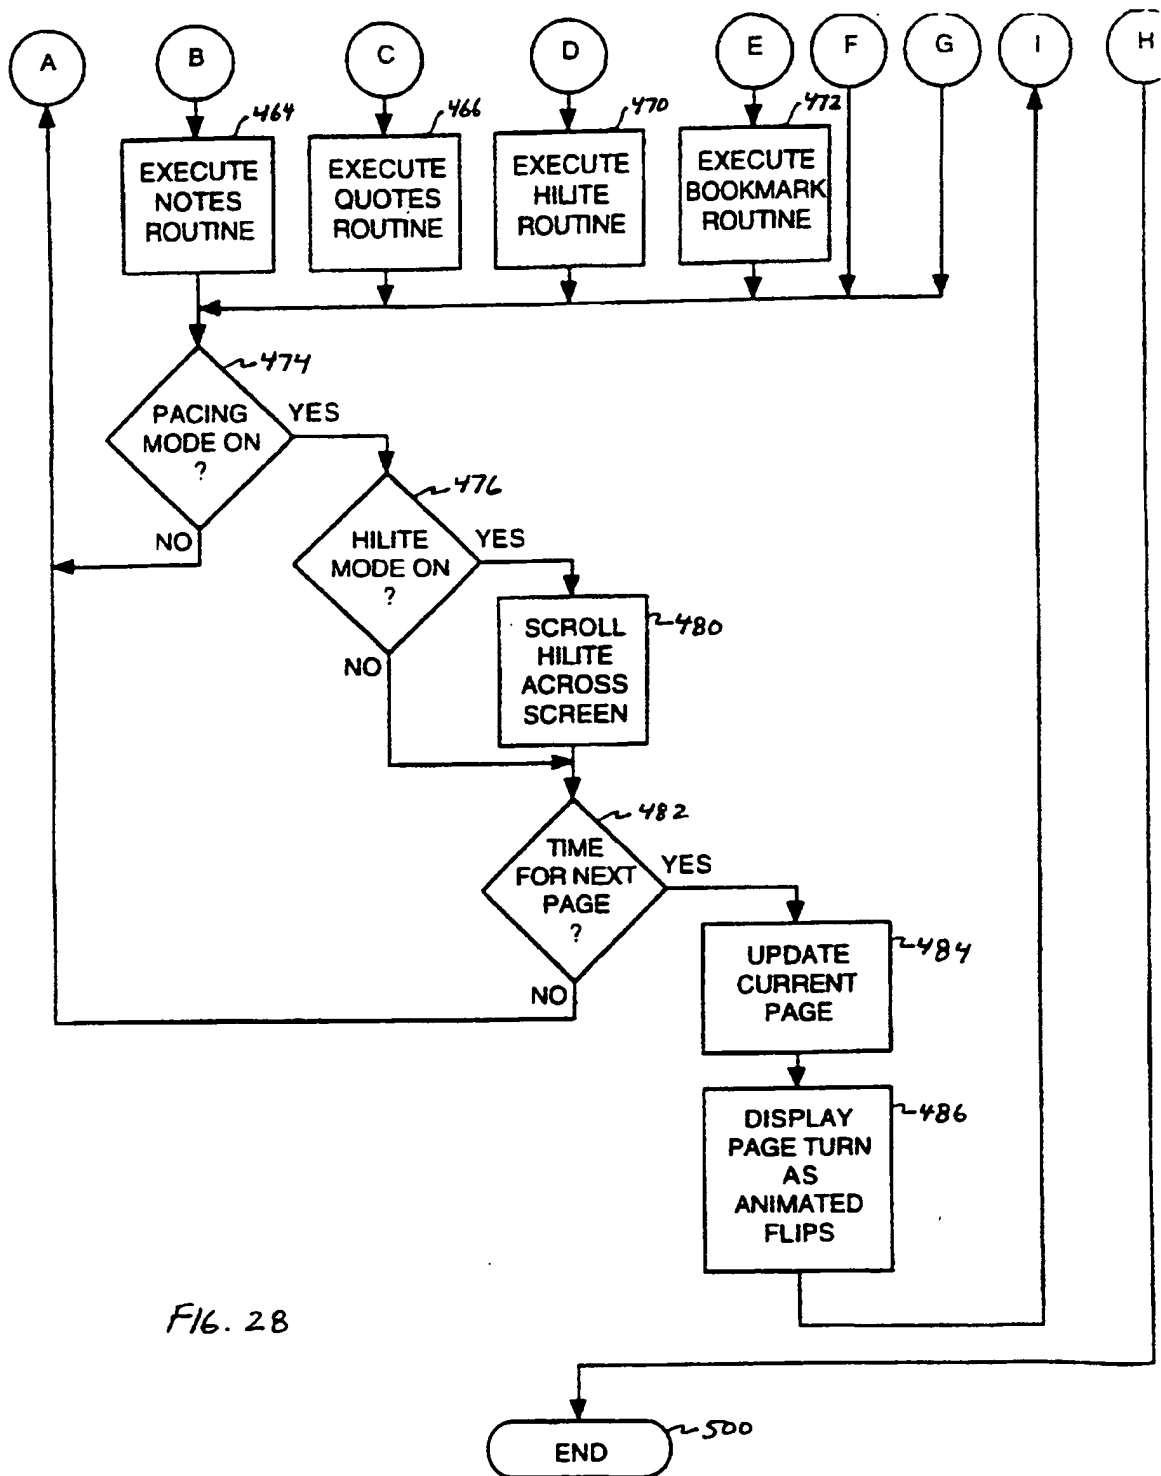 A
B
C
D
E
F
G
I
H
464
466
470
472
EXECUTE
NOTES
ROUTINE
EXECUTE
QUOTES
ROUTINE
EXECUTE
HILITE
ROUTINE
EXECUTE
BOOKMARK
ROUTINE
474
PACING
MODE ON
?
YES
NO
476
HILITE
MODE ON
?
YES
NO
480
SCROLL
HILITE
ACROSS
SCREEN
482
TIME
FOR NEXT
PAGE
?
YES
NO
484
UPDATE
CURRENT
PAGE
486
DISPLAY
PAGE TURN
AS
ANIMATED
FLIPS
FIG. 28
500
END